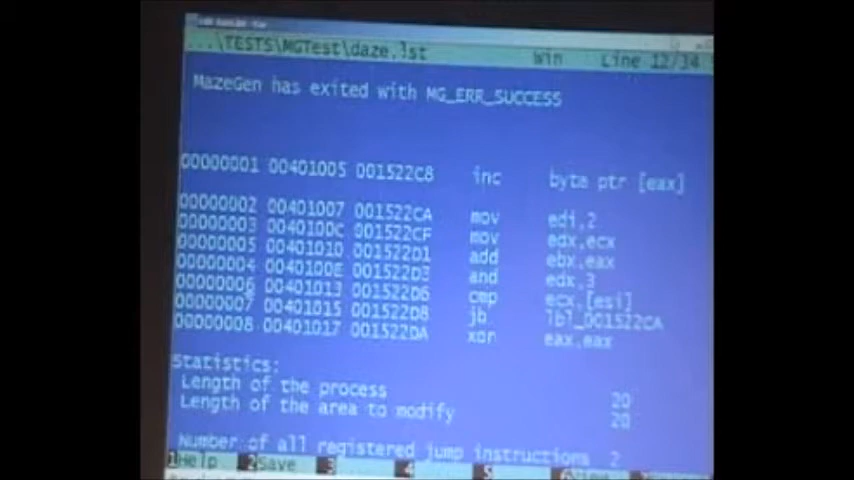 ...\TESTS\MGTest\daze.lst Win Line 12/34
MazeGen has exited with MG_ERR_SUCCESS
00000001 00401005 001522C8 inc byte ptr [eax]
00000002 00401007 001522CA mov edi,2
00000003 0040100C 001522CF mov edx,ecx
00000005 00401010 001522D1 add ebx,eax
00000004 0040100E 001522D3 and edx,3
00000006 00401013 001522D6 cmp ecx,[esi]
00000007 00401015 001522D8 jb lbl_001522CA
00000008 00401017 001522DA xor eax,eax
Statistics:
Length of the process 20
Length of the area to modify 20
Number of all registered jump instructions 2
1Help 2Save 3 4 5